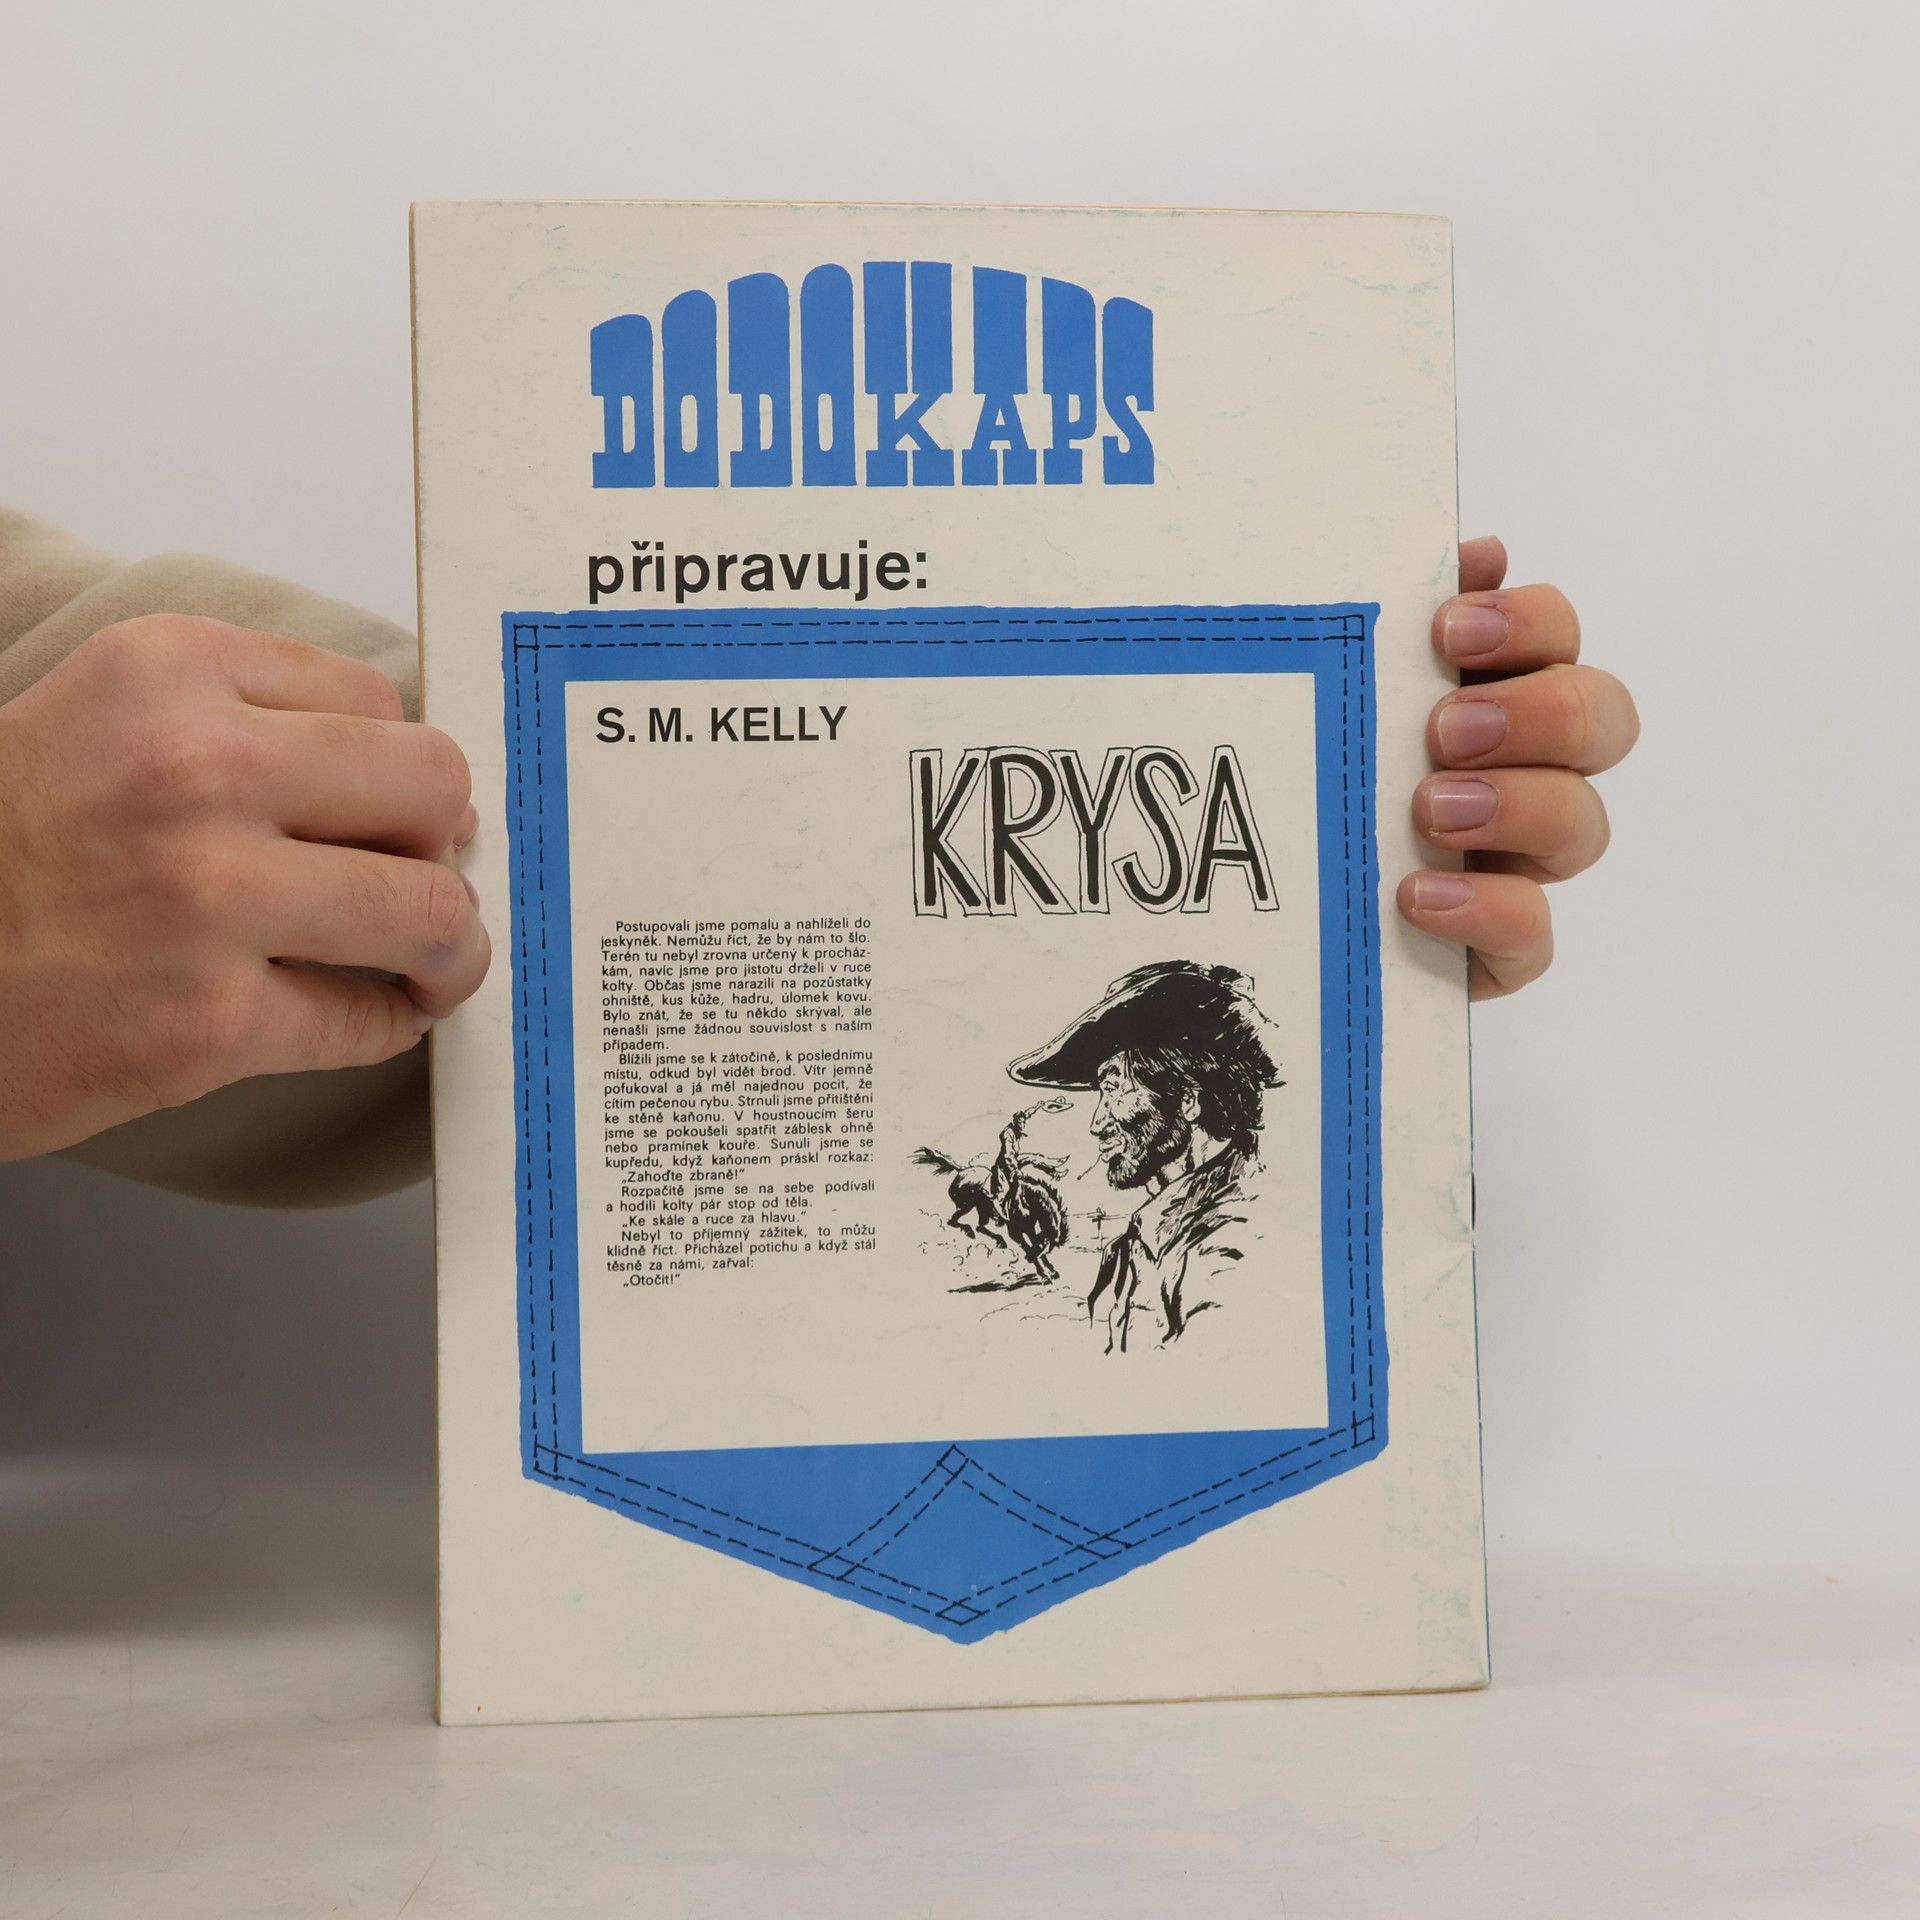 DODOKAPS
připravuje:
S. M. KELLY
KRYSA
Postupovali jsme pomalu a nahlíželi do
jeskyněk. Nemůžu říct, že by nám to šlo.
Terén tu nebyl zrovna určený k procház-
kám, navíc jsme pro jistotu drželi v ruce
kolty. Občas jsme narazili na pozůstatky
ohniště, kus kůže, hadru, úlomek kovu.
Bylo znát, že se tu někdo skrýval, ale
nenašli jsme žádnou souvislost s naším
případem.
Blížili jsme se k zátočině, k poslednímu
místu, odkud byl vidět brod. Vítr jemně
pofukoval a já měl najednou pocit, že
cítím pečenou rybu. Strnuli jsme přitištěni
ke stěně kaňonu. V houstnoucím šeru
jsme se pokoušeli spatřit záblesk ohně
nebo pramínek kouře. Sunuli jsme se
kupředu, když kaňonem práskl rozkaz:
„Zahoďte zbraně!“
Rozpačitě jsme se na sebe podívali
a hodili kolty pár stop od těla.
„Ke skále a ruce za hlavu.“
Nebyl to příjemný zážitek, to můžu
klidně říct. Přicházel potichu a když stál
těsně za námi, zařval:
„Otočit!“